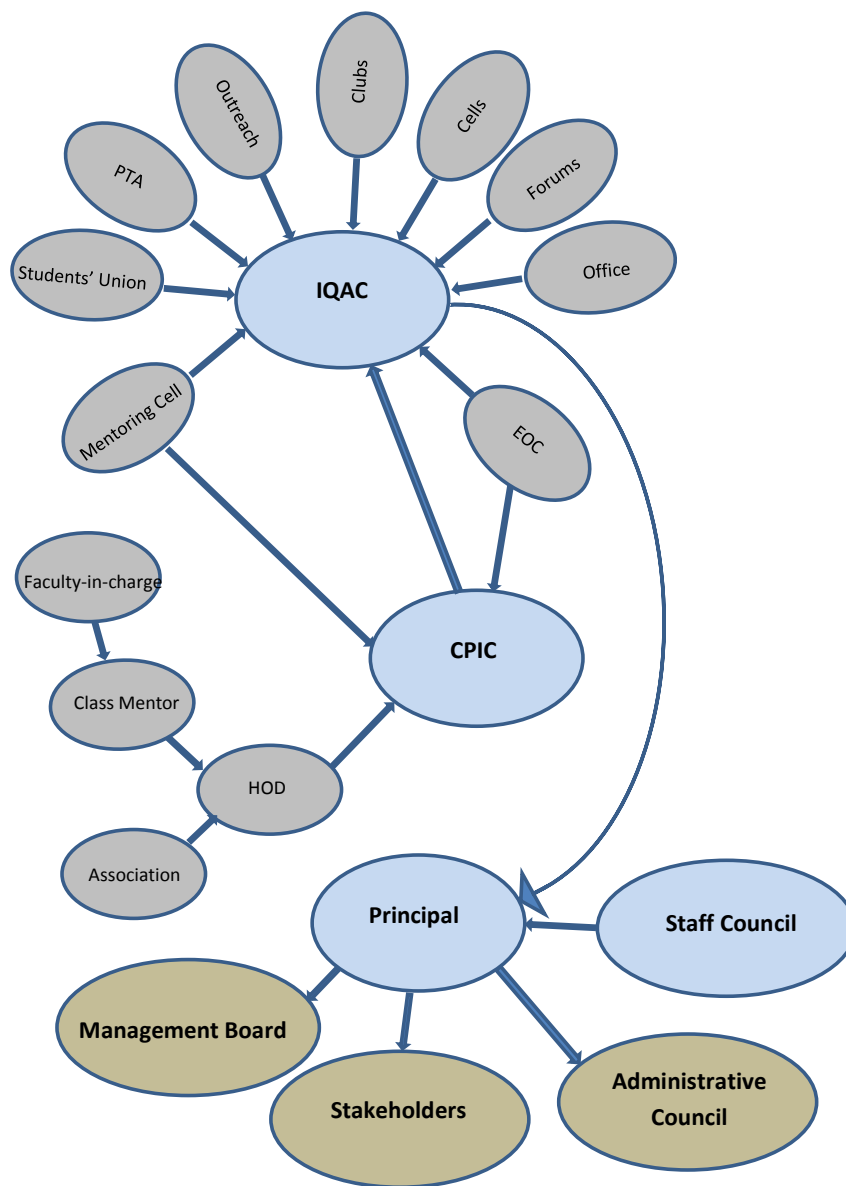 Clubs
Outreach
Cells
PTA
Forums
Students’ Union
IQAC
Office
Mentoring Cell
EOC
Faculty-in-charge
CPIC
Class Mentor
HOD
Association
Principal
Staff Council
Management Board
Stakeholders
Administrative
Council